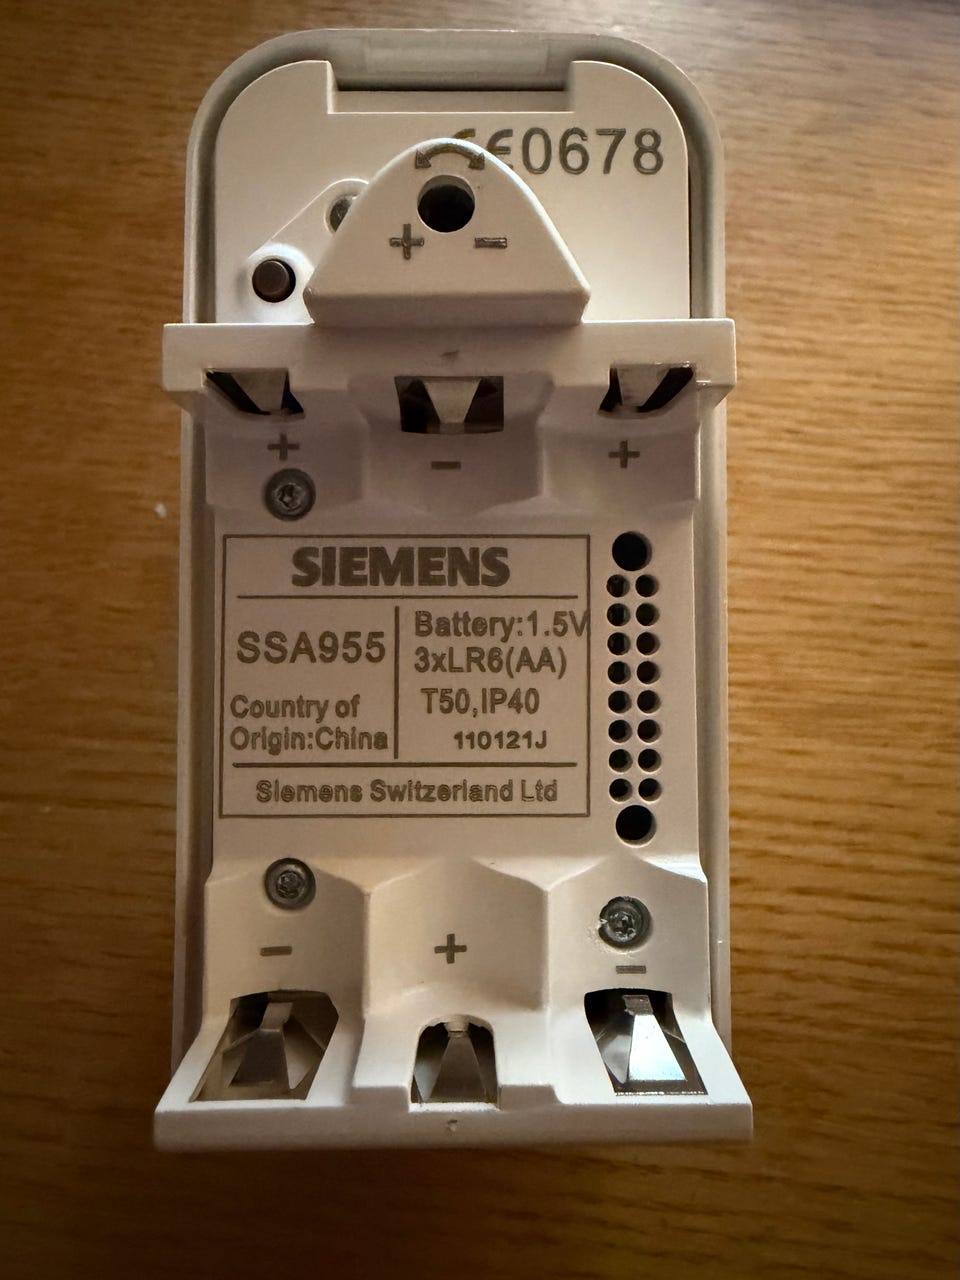 CE0678
+ -
+ - +
SIEMENS
SSA955
Country of
Origin:China
Battery:1.5V
3xLR6(AA)
T50,IP40
110121J
Siemens Switzerland Ltd
- + -